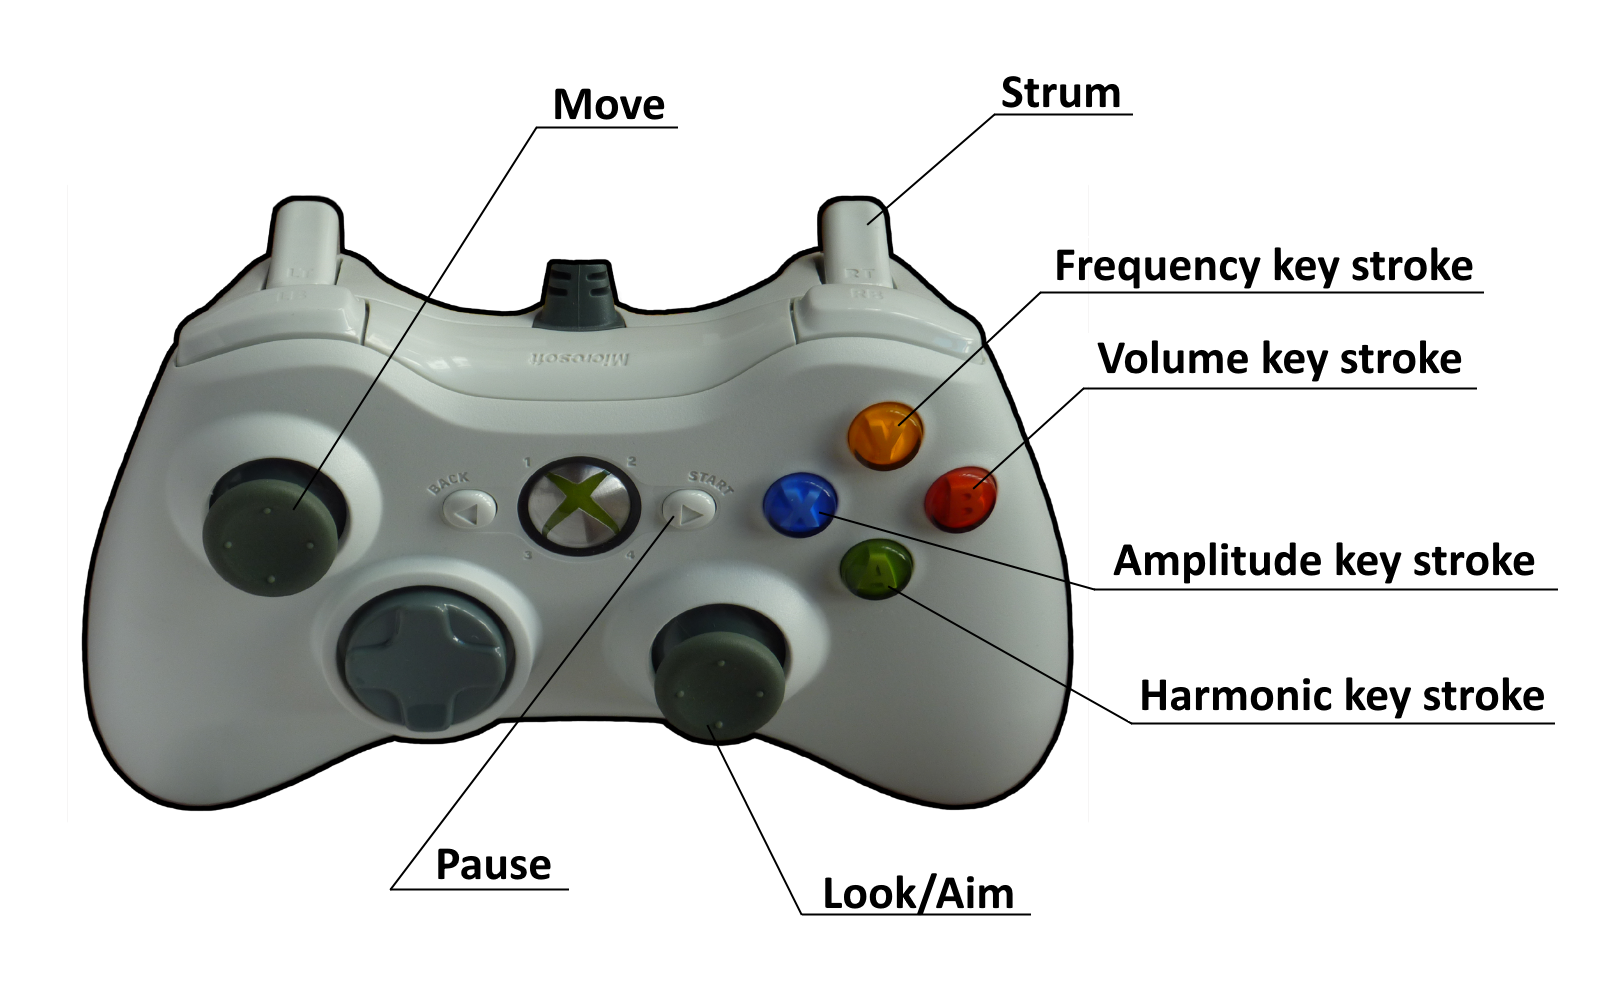 Move
Strum
Frequency key stroke
Volume key stroke
Amplitude key stroke
Harmonic key stroke
Look/Aim
Pause
LT
LB
RT
RB
Microsoft
BACK
START
1
2
3
4
Y
X
B
A